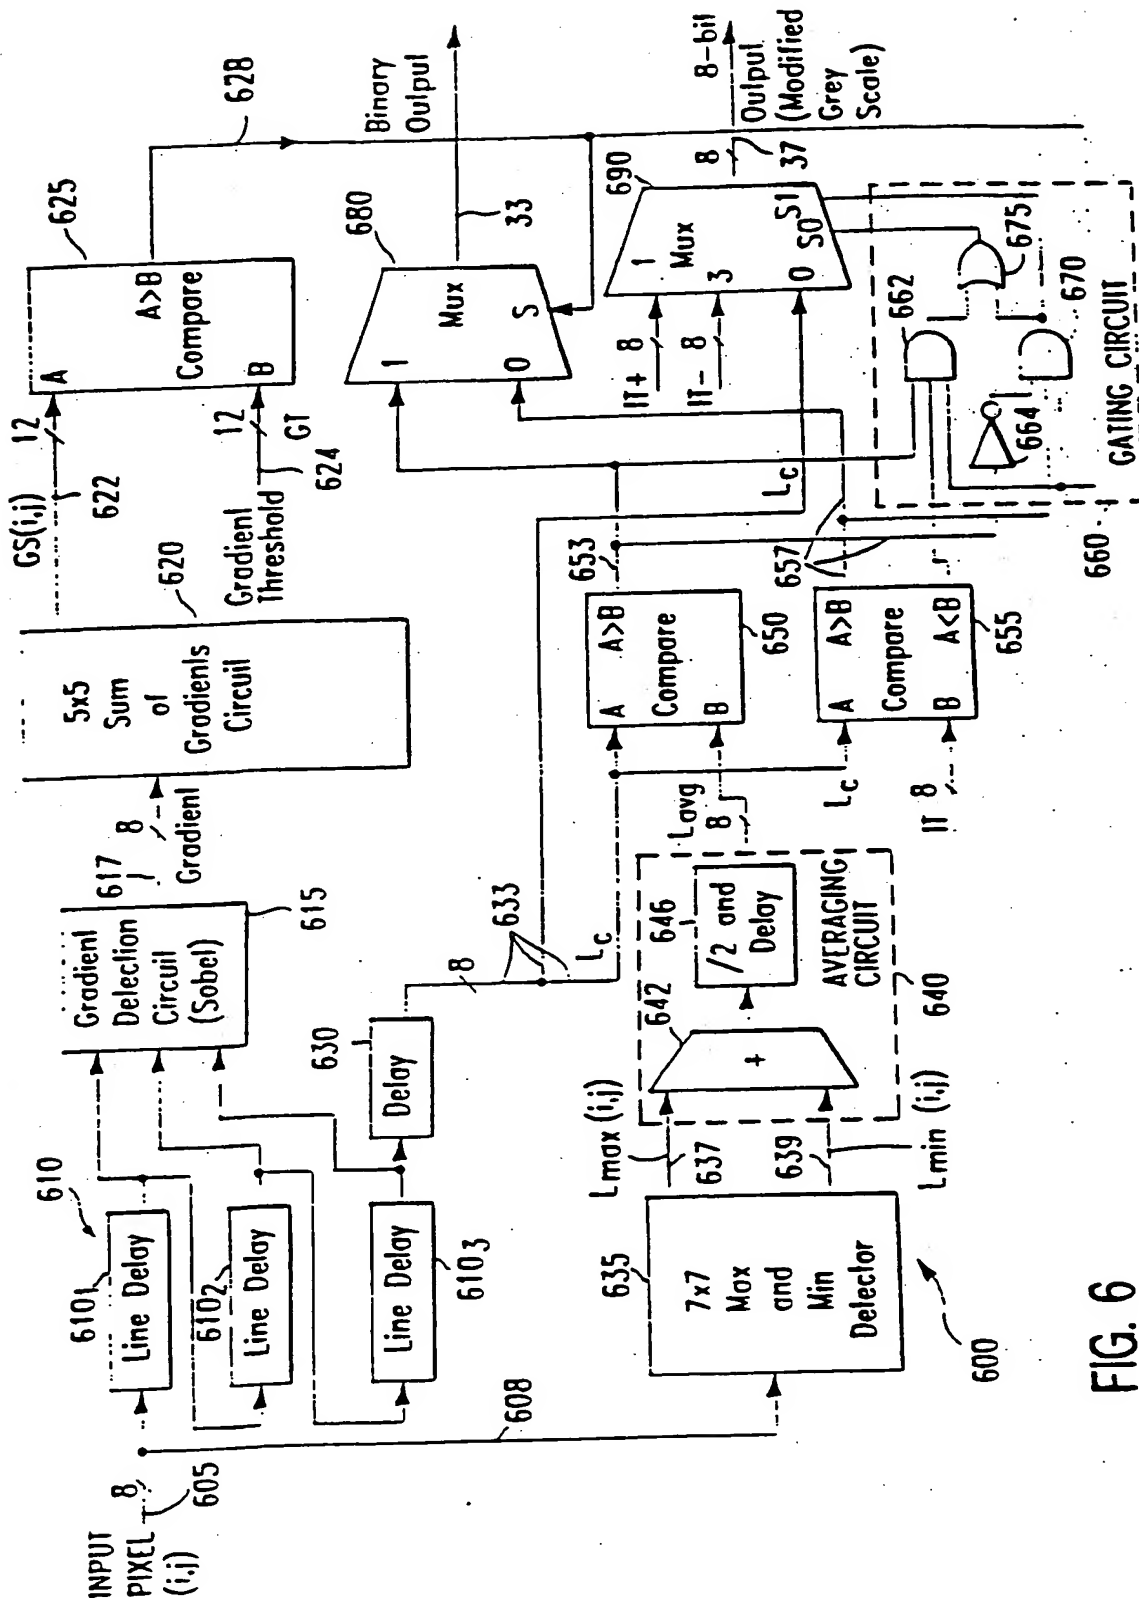 INPUT
PIXEL
(i,j)
8
605
608
610
610₁
Line Delay
610₂
Line Delay
610₃
Line Delay
Gradient
Detection
Circuit
(Sobel)
615
617
8
Gradient
5x5
Sum
of
Gradients
Circuit
620
GS(i,j)
12
622
Gradient
Threshold
12
GT
624
A
B
A>B
Compare
625
628
630
Delay
8
633
Lc
635
7x7
Max
and
Min
Detector
600
Lmax (i,j)
637
639
Lmin (i,j)
642
+
646
/2 and
Delay
AVERAGING
CIRCUIT
640
Lavg
8
A
B
A>B
Compare
650
653
Lc
IT
8
A
B
A>B
Compare
A<B
655
657
660
1
0
Mux
S
680
33
Binary
Output
IT+
8
IT-
8
Lc
1
3
0
Mux
S0
S1
690
8
37
8-bit
Output
(Modified
Grey
Scale)
662
664
670
675
GATING CIRCUIT
FIG. 6